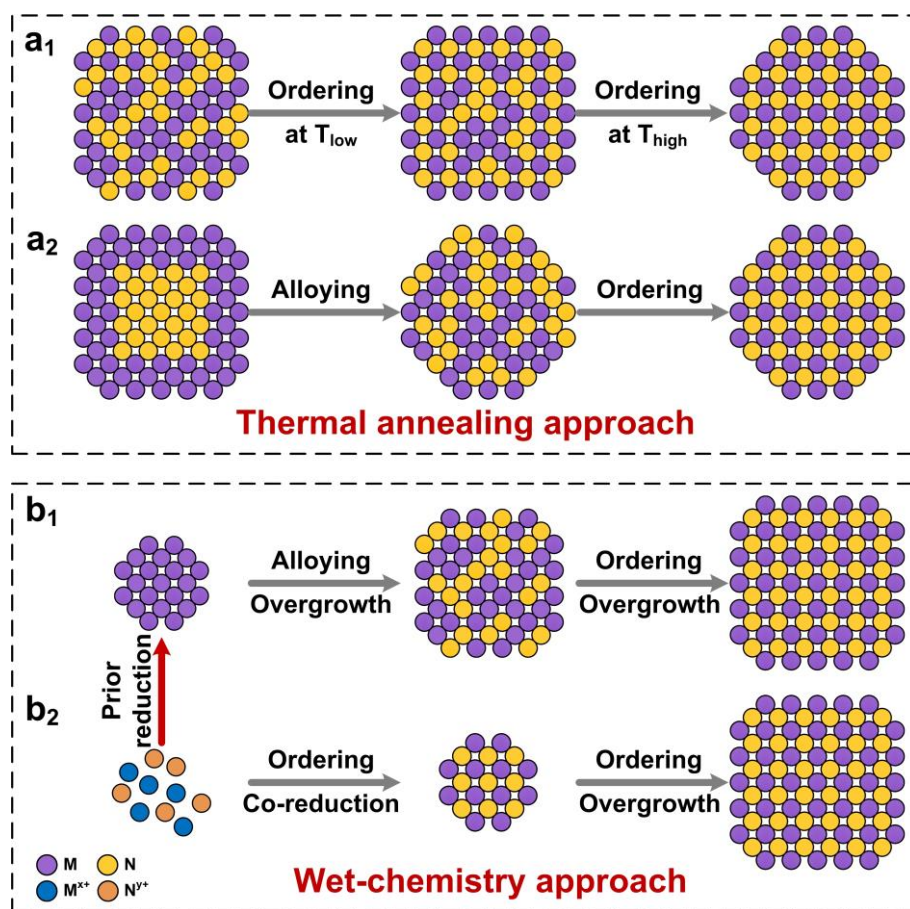 a₁
Ordering
at Tlow
Ordering
at Thigh
a₂
Alloying
Ordering
Thermal annealing approach
b₁
Alloying
Overgrowth
Ordering
Overgrowth
Prior
reduction
b₂
Ordering
Co-reduction
Ordering
Overgrowth
M N
Mˣ⁺ Nʸ⁺
Wet-chemistry approach